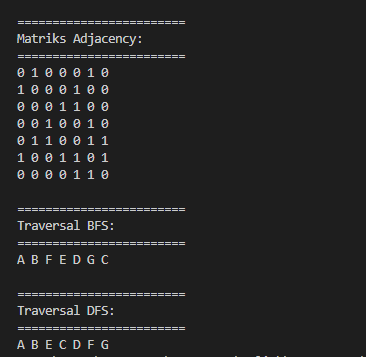 ========================
Matriks Adjacency:
========================
0 1 0 0 0 1 0
1 0 0 0 1 0 0
0 0 0 1 1 0 0
0 0 1 0 0 1 0
0 1 1 0 0 1 1
1 0 0 1 1 0 1
0 0 0 0 1 1 0
========================
Traversal BFS:
========================
A B F E D G C
========================
Traversal DFS:
========================
A B E C D F G